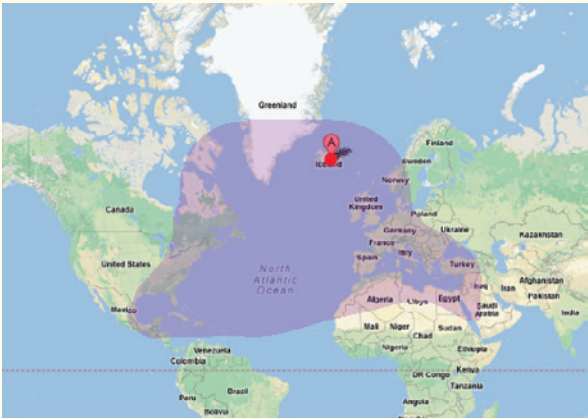 Greenland
A
Iceland
Finland
Sweden
Norway
Canada
United
Kingdom
Poland
Germany
Ukraine
Kazakhstan
France
United States
Spain
Italy
Turkey
North
Atlantic
Ocean
Iraq
Iran
Afghanistan
Pakistan
Mexico
Algeria
Libya
Egypt
Saudi
Arabia
India
Mali
Niger
Chad
Sudan
Venezuela
Nigeria
Ethiopia
Colombia
DR Congo
Kenya
Tanzania
Peru
Brazil
Angola
Bolivia